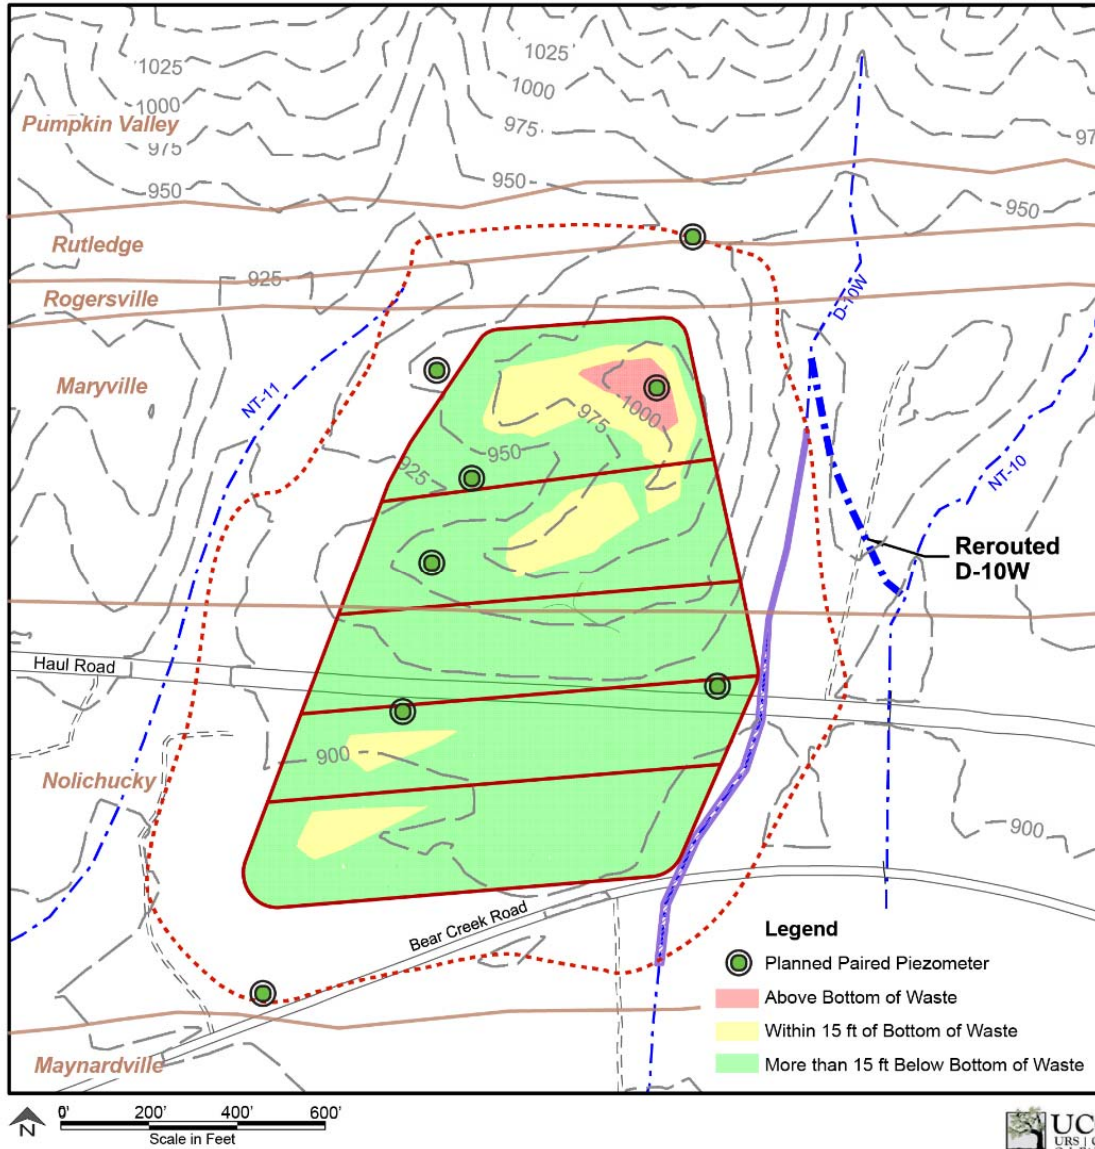 1025
1025
1000
1000
Pumpkin Valley
975
975
950
950
950
Rutledge
925
Rogersville
D-10W
Maryville
NT-11
1000
975
950
925
NT-10
Rerouted
D-10W
Haul Road
900
Nolichucky
900
Bear Creek Road
Legend
Planned Paired Piezometer
Above Bottom of Waste
Within 15 ft of Bottom of Waste
More than 15 ft Below Bottom of Waste
Maynardville
N
0' 200' 400' 600'
Scale in Feet
UC
URS |